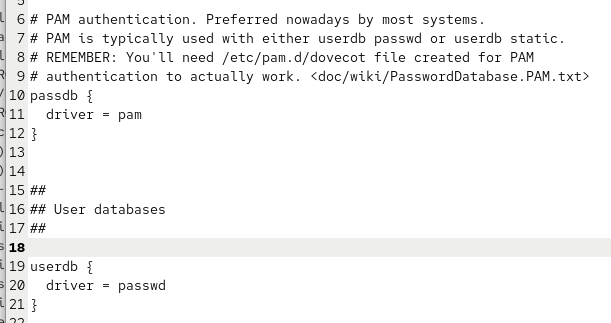 6 # PAM authentication. Preferred nowadays by most systems.
7 # PAM is typically used with either userdb passwd or userdb static.
8 # REMEMBER: You'll need /etc/pam.d/dovecot file created for PAM
9 # authentication to actually work. <doc/wiki/PasswordDatabase.PAM.txt>
10 passdb {
11   driver = pam
12 }
13
14
15 ##
16 ## User databases
17 ##
18
19 userdb {
20   driver = passwd
21 }